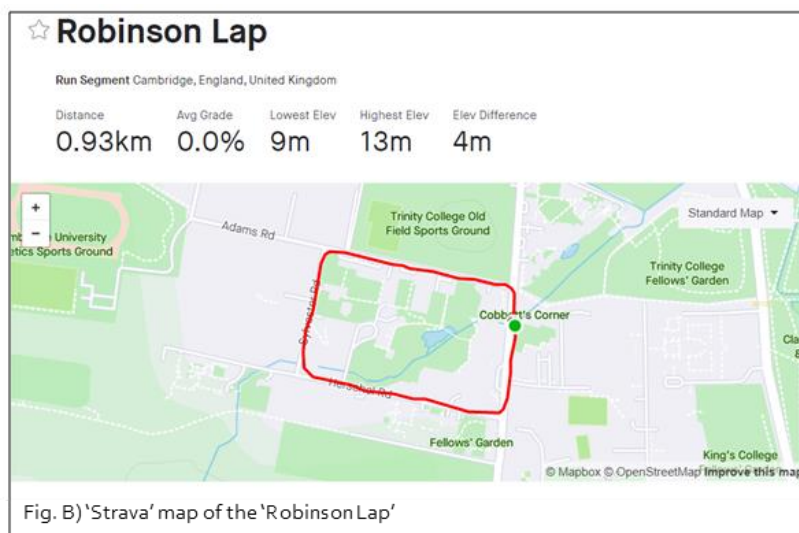 Robinson Lap
Run Segment Cambridge, England, United Kingdom
Distance Avg Grade Lowest Elev Highest Elev Elev Difference
0.93km 0.0% 9m 13m 4m
+
−
Standard Map
Adams Rd
Trinity College Old
Field Sports Ground
University
Sports Ground
Trinity College
Fellows' Garden
Corner
Sylvester Rd
Herschel Rd
Fellows' Garden
King's College
© Mapbox © OpenStreetMap Improve this map
Fig. B) 'Strava' map of the 'Robinson Lap'